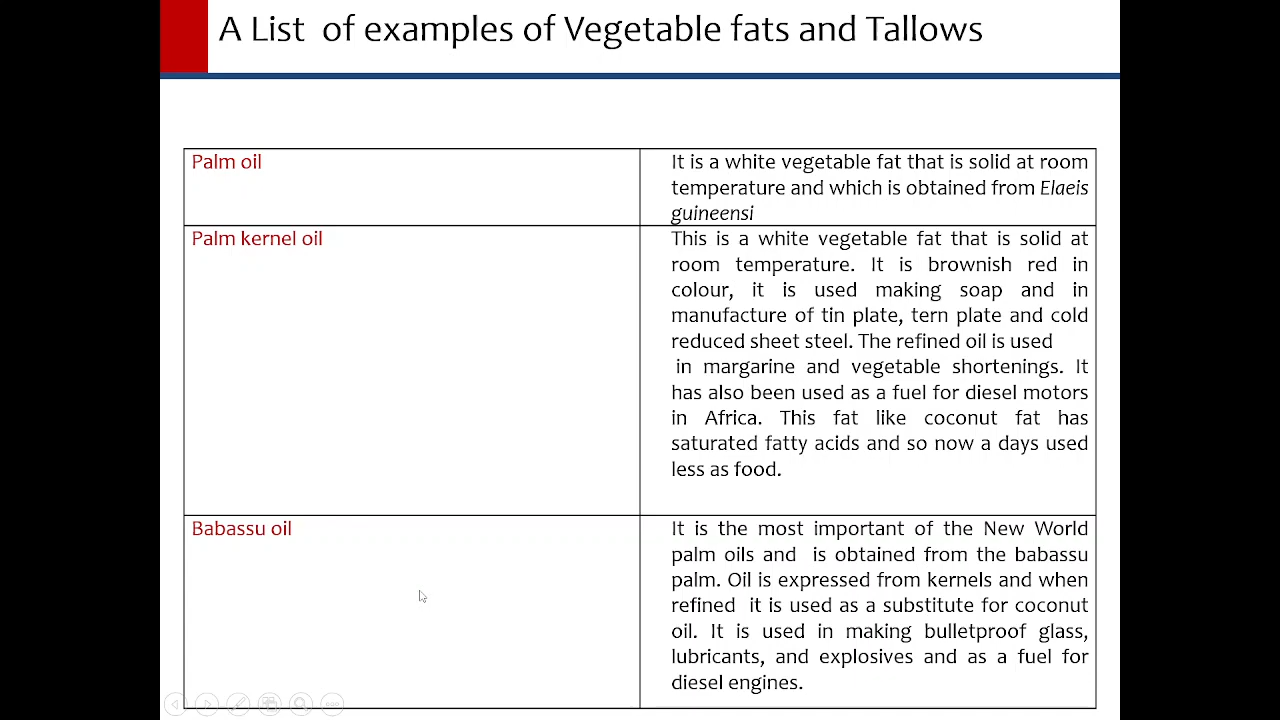 A List of examples of Vegetable fats and Tallows
Palm oil
It is a white vegetable fat that is solid at room
temperature and which is obtained from Elaeis
guineensi
Palm kernel oil
This is a white vegetable fat that is solid at
room temperature. It is brownish red in
colour, it is used making soap and in
manufacture of tin plate, tern plate and cold
reduced sheet steel. The refined oil is used
in margarine and vegetable shortenings. It
has also been used as a fuel for diesel motors
in Africa. This fat like coconut fat has
saturated fatty acids and so now a days used
less as food.
Babassu oil
It is the most important of the New World
palm oils and is obtained from the babassu
palm. Oil is expressed from kernels and when
refined it is used as a substitute for coconut
oil. It is used in making bulletproof glass,
lubricants, and explosives and as a fuel for
diesel engines.